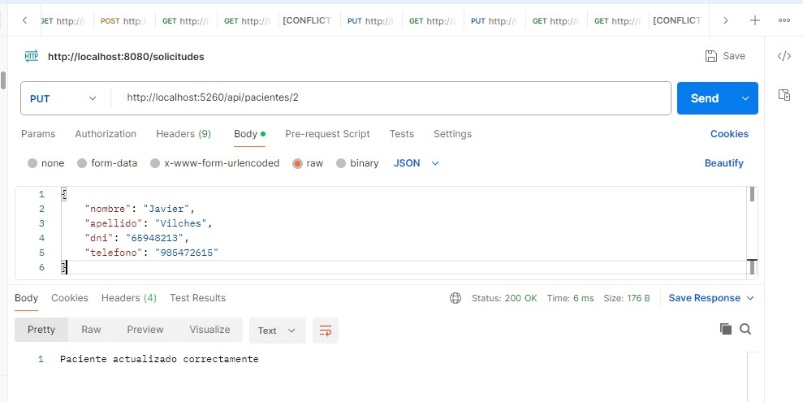 GET http://l
POST http:/
GET http://l
GET http://l
[CONFLICT
PUT http://l
GET http://l
PUT http://l
GET http://l
GET http://l
[CONFLICT
HTTP http://localhost:8080/solicitudes Save
PUT http://localhost:5260/api/pacientes/2 Send
Params Authorization Headers (9) Body Pre-request Script Tests Settings Cookies
none form-data x-www-form-urlencoded raw binary JSON Beautify
1 {
2 "nombre": "Javier",
3 "apellido": "Vilches",
4 "dni": "65948213",
5 "telefono": "985472615"
6 }
Body Cookies Headers (4) Test Results Status: 200 OK Time: 6 ms Size: 176 B Save Response
Pretty Raw Preview Visualize Text
1 Paciente actualizado correctamente